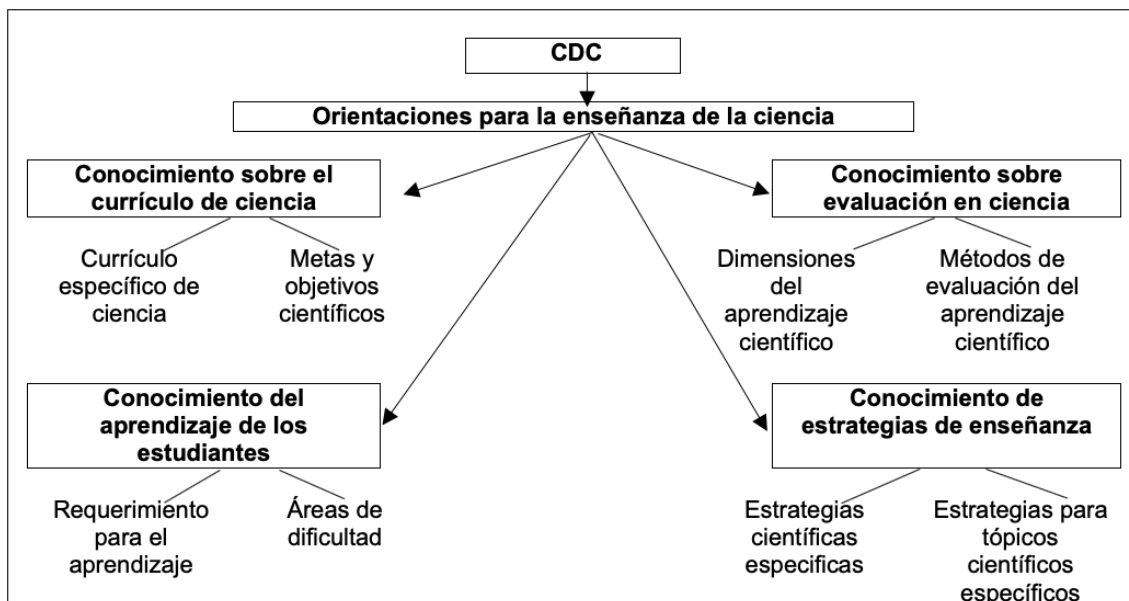 CDC
Orientaciones para la enseñanza de la ciencia
Conocimiento sobre el
currículo de ciencia
Currículo
específico de
ciencia
Metas y
objetivos
científicos
Conocimiento sobre
evaluación en ciencia
Dimensiones
del
aprendizaje
científico
Métodos de
evaluación del
aprendizaje
científico
Conocimiento del
aprendizaje de los
estudiantes
Requerimiento
para el
aprendizaje
Áreas de
dificultad
Conocimiento de
estrategias de enseñanza
Estrategias
científicas
especificas
Estrategias para
tópicos
científicos
específicos